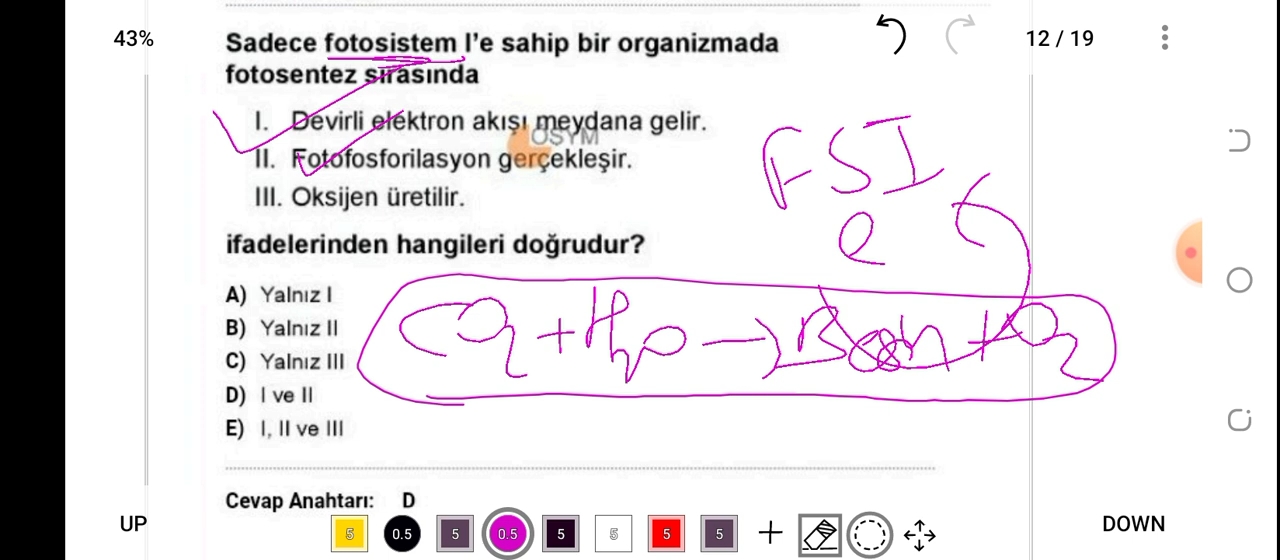 43%
12 / 19
Sadece fotosistem I'e sahip bir organizmada
fotosentez sırasında
I. Devirli elektron akışı meydana gelir.
ÖSYM
II. Fotofosforilasyon gerçekleşir.
III. Oksijen üretilir.
FSI
e
ifadelerinden hangileri doğrudur?
A) Yalnız I
B) Yalnız II
C) Yalnız III
D) I ve II
E) I, II ve III
Cevap Anahtarı: D
UP
5
0.5
5
0.5
5
5
5
5
DOWN